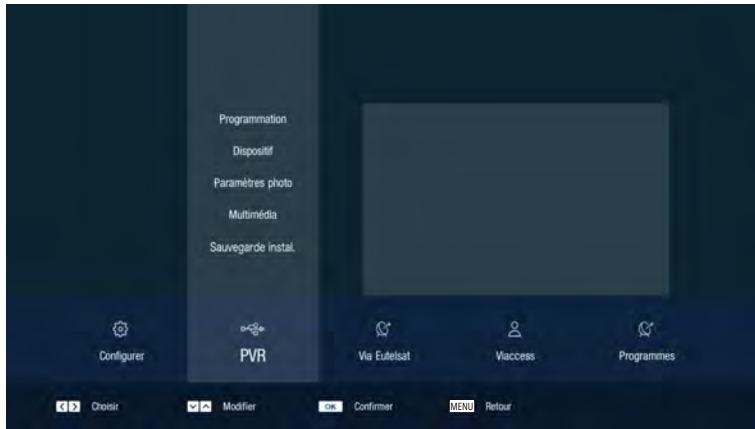 Programmation
Dispositif
Paramètres photo
Multimédia
Sauvegarde instal.
Configurer PVR Via Eutelsat Viaccess Programmes
Choisir Modifier OK Confirmer MENU Retour